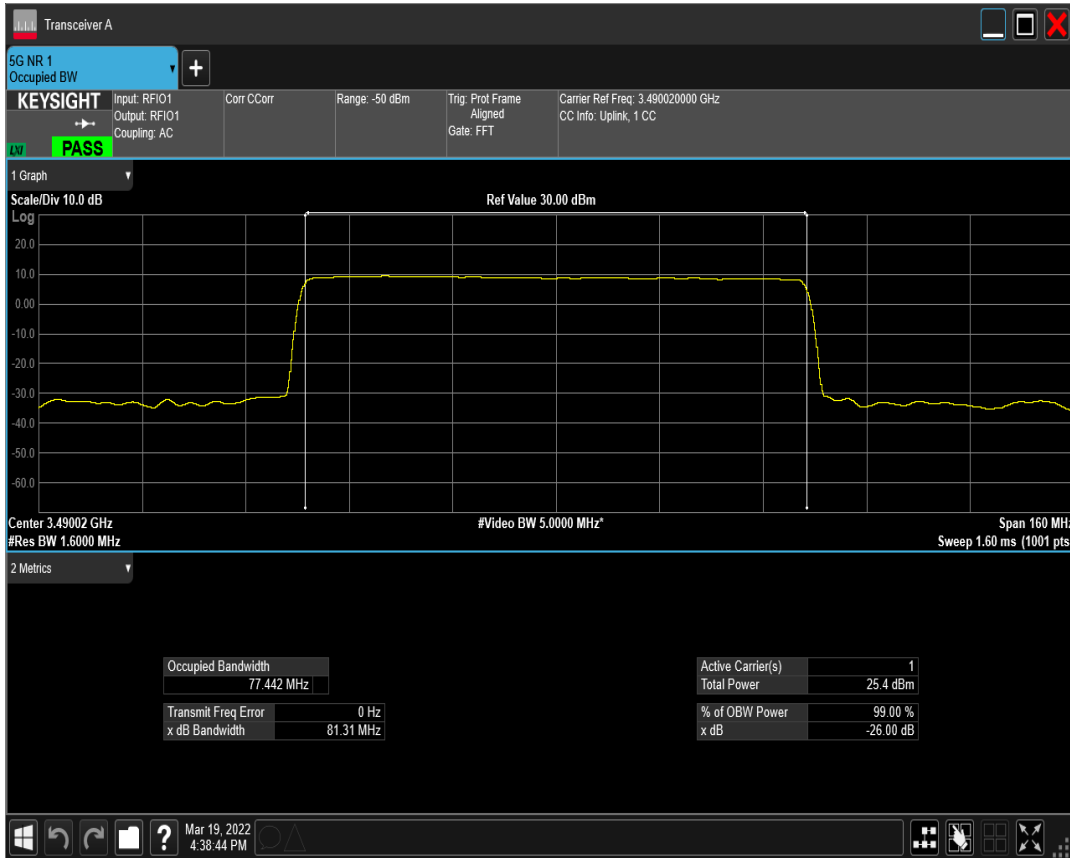 Transceiver A
5G NR 1
Occupied BW
KEYSIGHT
LXI
PASS
Input: RFIO1
Output: RFIO1
Coupling: AC
Corr CCorr
Range: -50 dBm
Trig: Prot Frame
Aligned
Gate: FFT
Carrier Ref Freq: 3.490020000 GHz
CC Info: Uplink, 1 CC
1 Graph
Scale/Div 10.0 dB
Ref Value 30.00 dBm
Log
20.0
10.0
0.00
-10.0
-20.0
-30.0
-40.0
-50.0
-60.0
Center 3.49002 GHz
#Video BW 5.0000 MHz*
Span 160 MHz
#Res BW 1.6000 MHz
Sweep 1.60 ms (1001 pts
2 Metrics
Occupied Bandwidth
77.442 MHz
Transmit Freq Error 0 Hz
x dB Bandwidth 81.31 MHz
Active Carrier(s) 1
Total Power 25.4 dBm
% of OBW Power 99.00 %
x dB -26.00 dB
?
Mar 19, 2022
4:38:44 PM